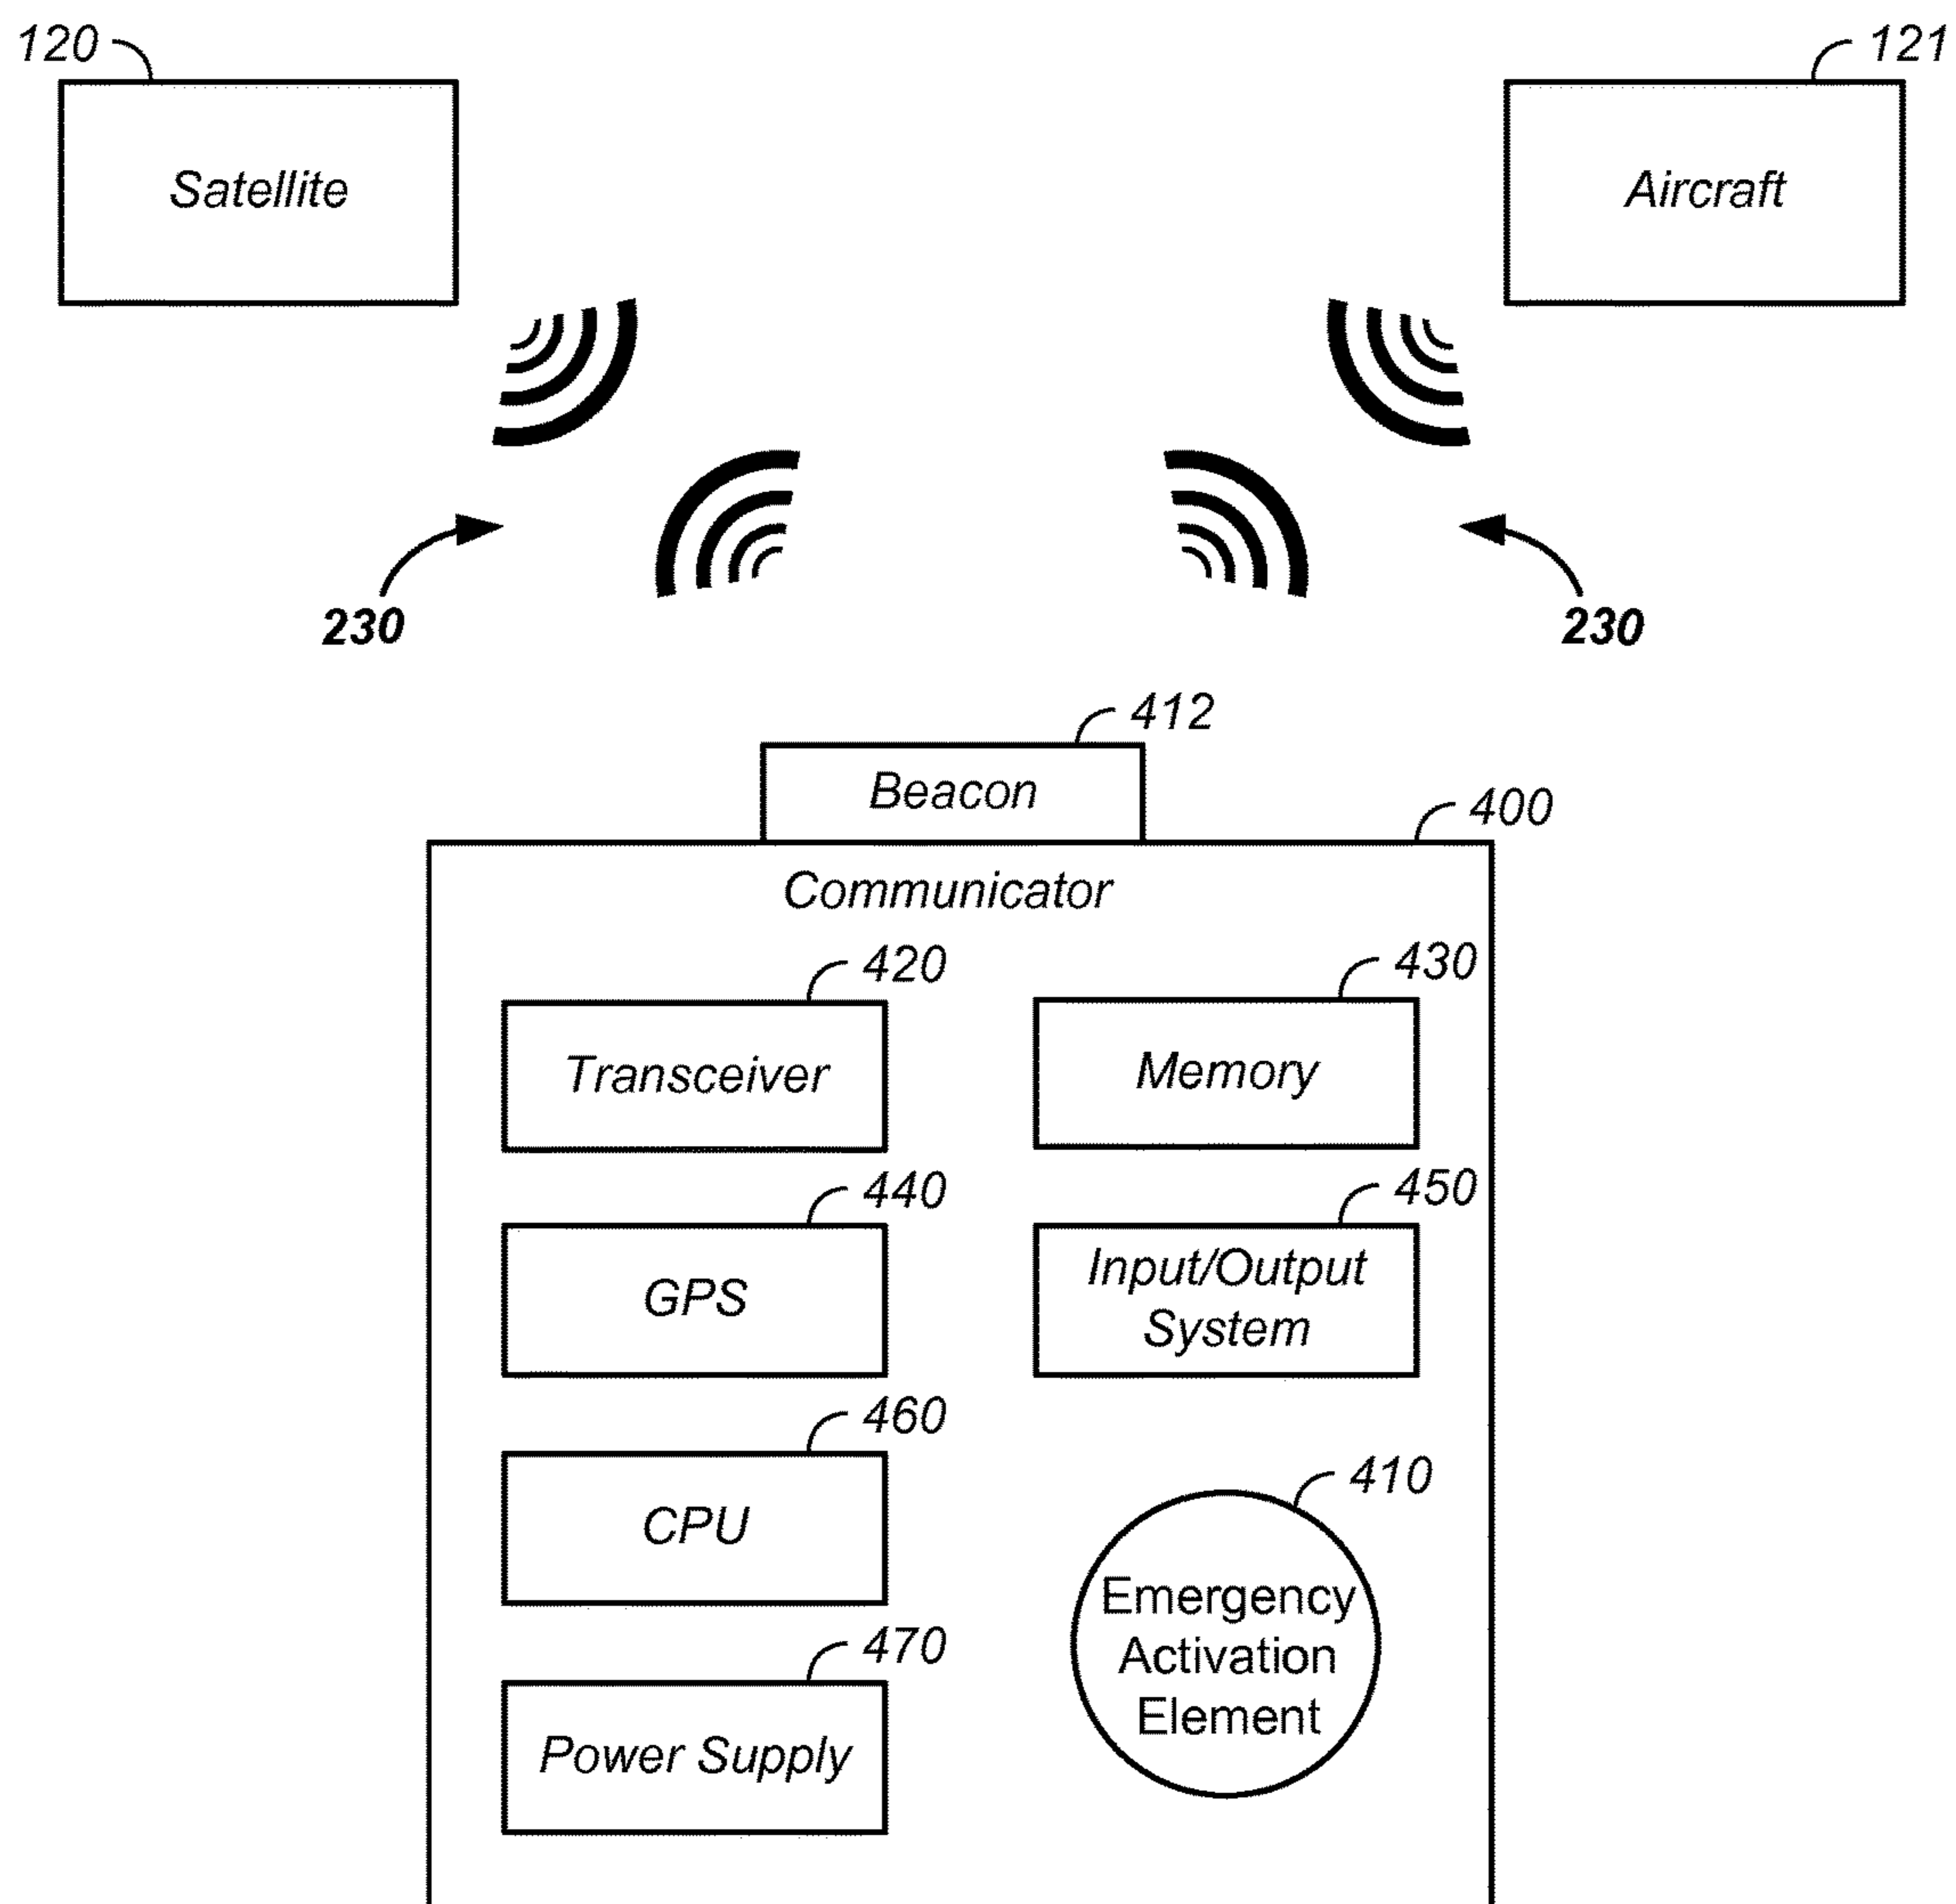 120
121
Satellite
Aircraft
230
230
412
Beacon
400
Communicator
420
430
Transceiver
Memory
440
450
GPS
Input/Output
System
460
CPU
410
Emergency
Activation
Element
470
Power Supply